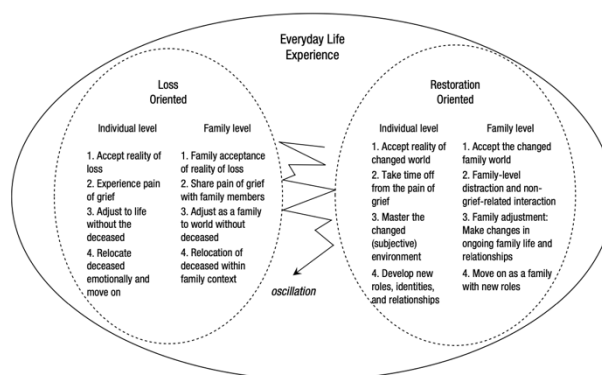 Everyday Life
Experience
Loss
Oriented
Individual level
1. Accept reality of
loss
2. Experience pain
of grief
3. Adjust to life
without the
deceased
4. Relocate
deceased
emotionally and
move on
Family level
1. Family acceptance
of reality of loss
2. Share pain of grief
with family members
3. Adjust as a family
to world without
deceased
4. Relocation of
deceased within
family context
oscillation
Restoration
Oriented
Individual level
1. Accept reality of
changed world
2. Take time off
from the pain of
grief
3. Master the
changed
(subjective)
environment
4. Develop new
roles, identities,
and relationships
Family level
1. Accept the changed
family world
2. Family-level
distraction and non-
grief-related interaction
3. Family adjustment:
Make changes in
ongoing family life and
relationships
4. Move on as a family
with new roles